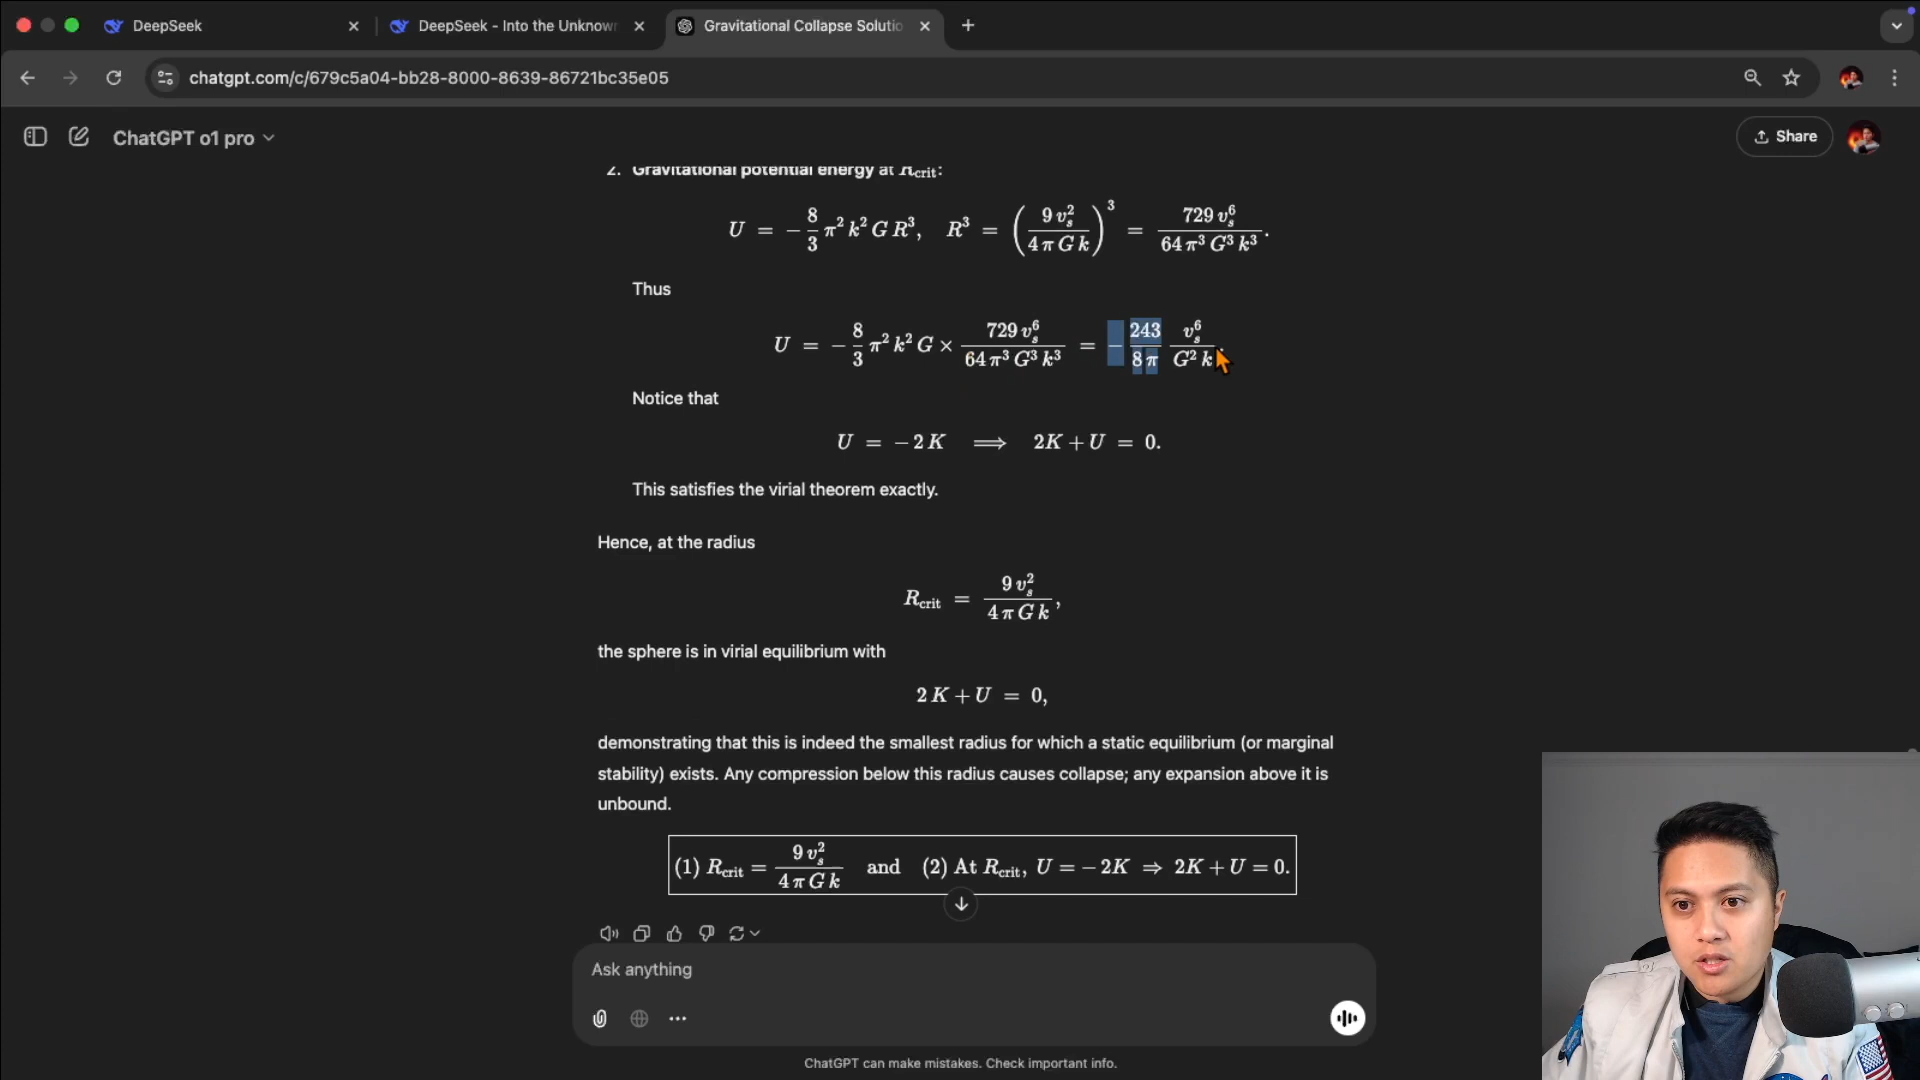 DeepSeek
DeepSeek - Into the Unknown
Gravitational Collapse Solutio
chatgpt.com/c/679c5a04-bb28-8000-8639-86721bc35e05
ChatGPT o1 pro
Share
2. Gravitational potential energy at R_crit:
U = −8/3 π² k² G R³, R³ = (9 v_s² / 4 π G k)³ = 729 v_s⁶ / 64 π³ G³ k³.
Thus
U = −8/3 π² k² G × 729 v_s⁶ / 64 π³ G³ k³ = −243/8 π v_s⁶ / G² k.
Notice that
U = −2 K ⟹ 2K + U = 0.
This satisfies the virial theorem exactly.
Hence, at the radius
R_crit = 9 v_s² / 4 π G k,
the sphere is in virial equilibrium with
2 K + U = 0,
demonstrating that this is indeed the smallest radius for which a static equilibrium (or marginal
stability) exists. Any compression below this radius causes collapse; any expansion above it is
unbound.
(1) R_crit = 9 v_s² / 4 π G k and (2) At R_crit, U = −2K ⇒ 2K + U = 0.
Ask anything
ChatGPT can make mistakes. Check important info.